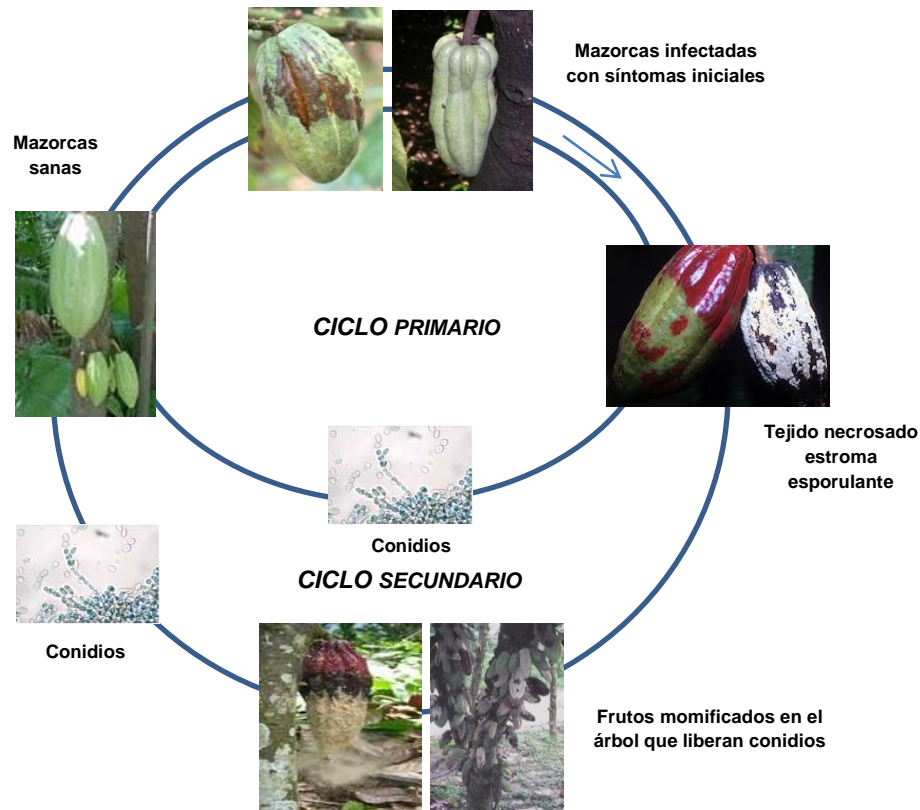 Mazorcas infectadas
con síntomas iniciales
Mazorcas
sanas
CICLO PRIMARIO
Tejido necrosado
estroma
esporulante
Conidios
CICLO SECUNDARIO
Conidios
Frutos momificados en el
árbol que liberan conidios